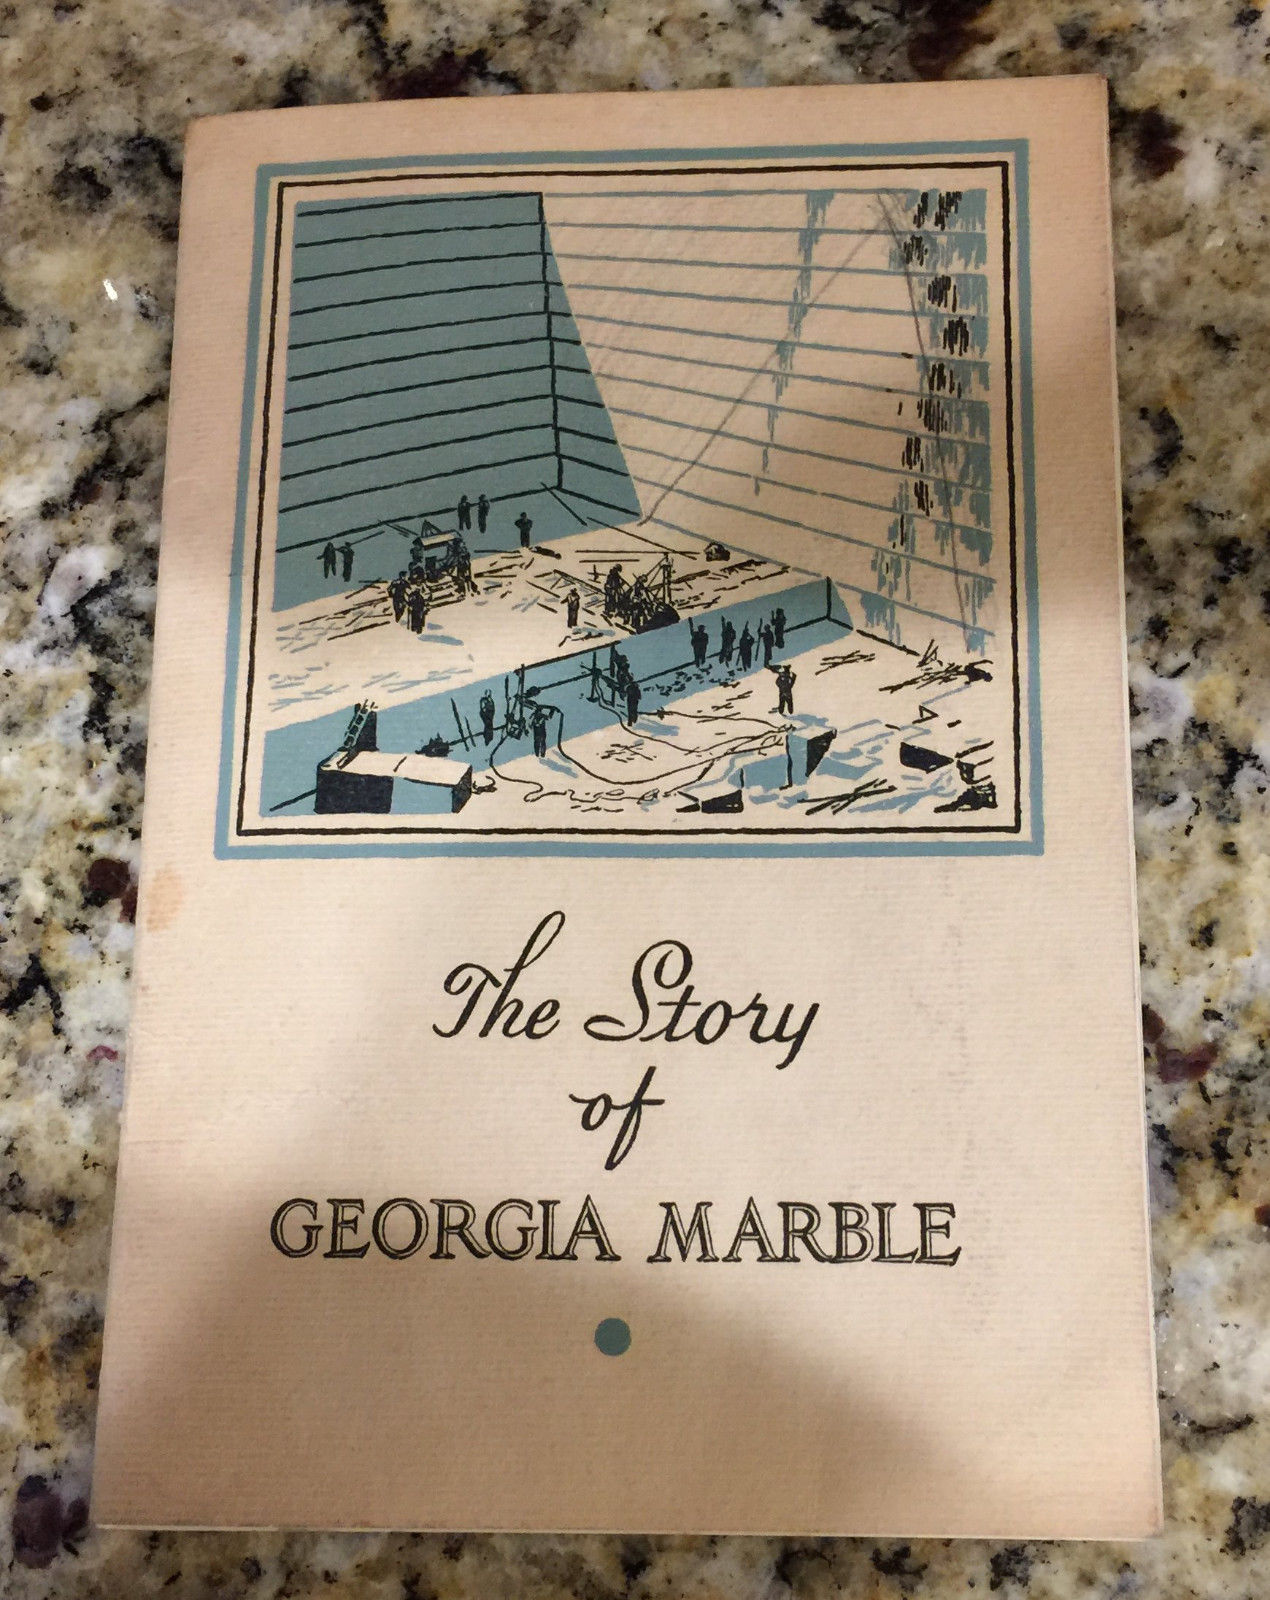 The Story
of
GEORGIA MARBLE